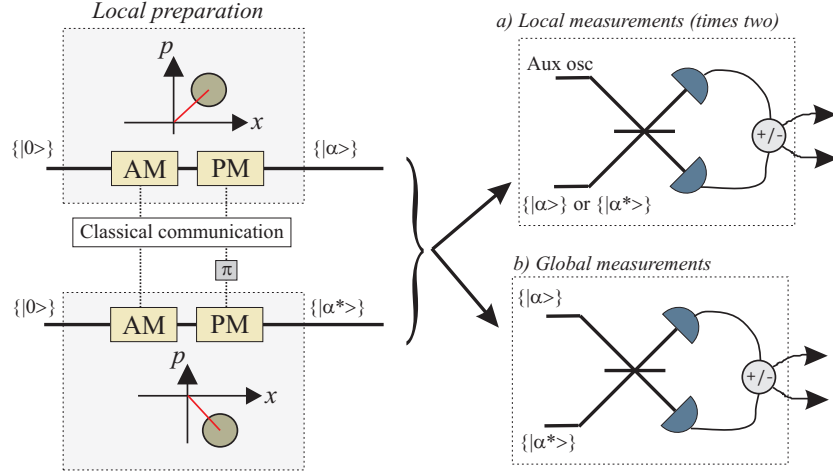 Local preparation
p
x
{|0>}
AM
PM
{|α>}
Classical communication
π
{|0>}
AM
PM
{|α*>}
p
x
a) Local measurements (times two)
Aux osc
+/-
{|α>} or {|α*>}
b) Global measurements
{|α>}
+/-
{|α*>}